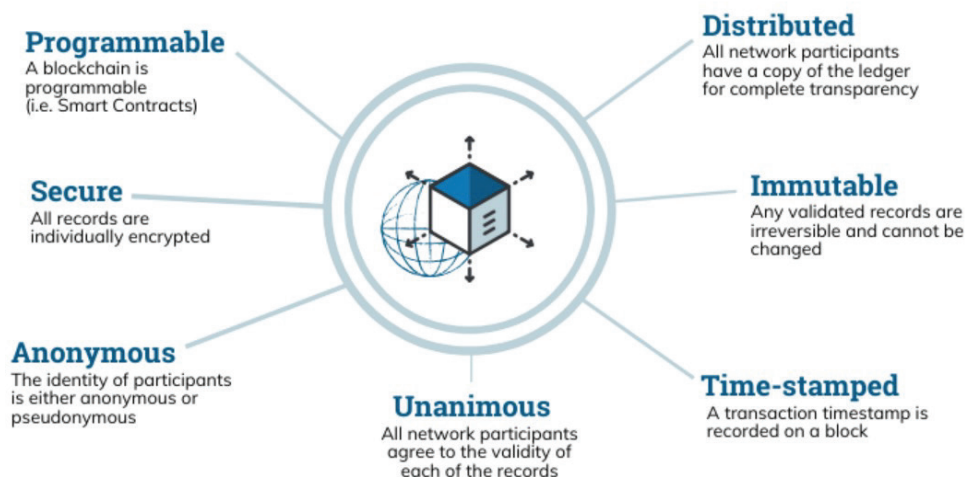 Programmable
A blockchain is
programmable
(i.e. Smart Contracts)
Secure
All records are
individually encrypted
Anonymous
The identity of participants
is either anonymous or
pseudonymous
Unanimous
All network participants
agree to the validity of
each of the records
Distributed
All network participants
have a copy of the ledger
for complete transparency
Immutable
Any validated records are
irreversible and cannot be
changed
Time-stamped
A transaction timestamp is
recorded on a block